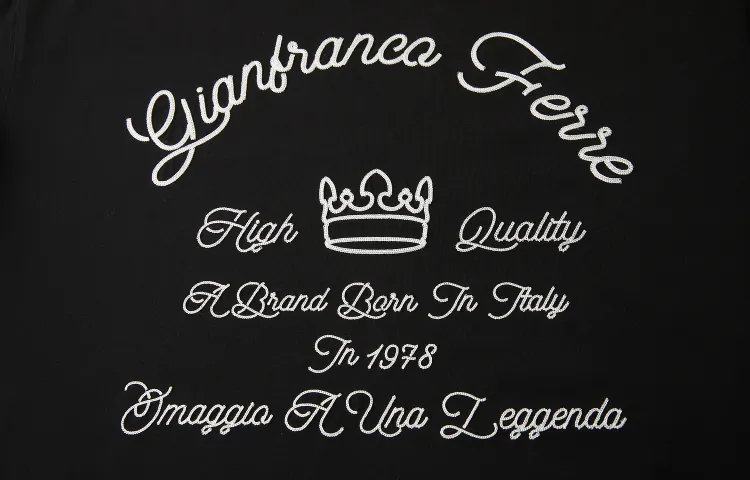 Gianfranco Ferre
High Quality
A Brand Born In Italy
In 1978
Omaggio A Una Leggenda